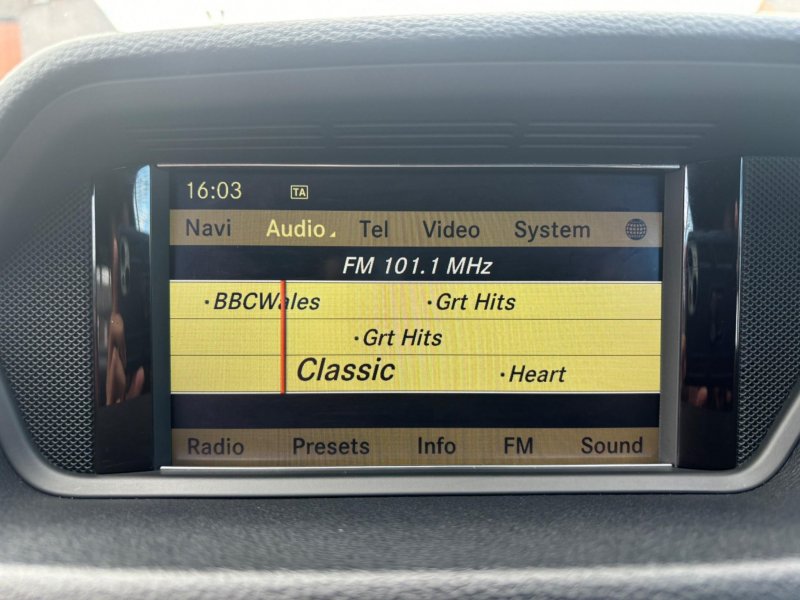 16:03 TA
Navi Audio Tel Video System
FM 101.1 MHz
·BBCWales ·Grt Hits
·Grt Hits
Classic ·Heart
Radio Presets Info FM Sound